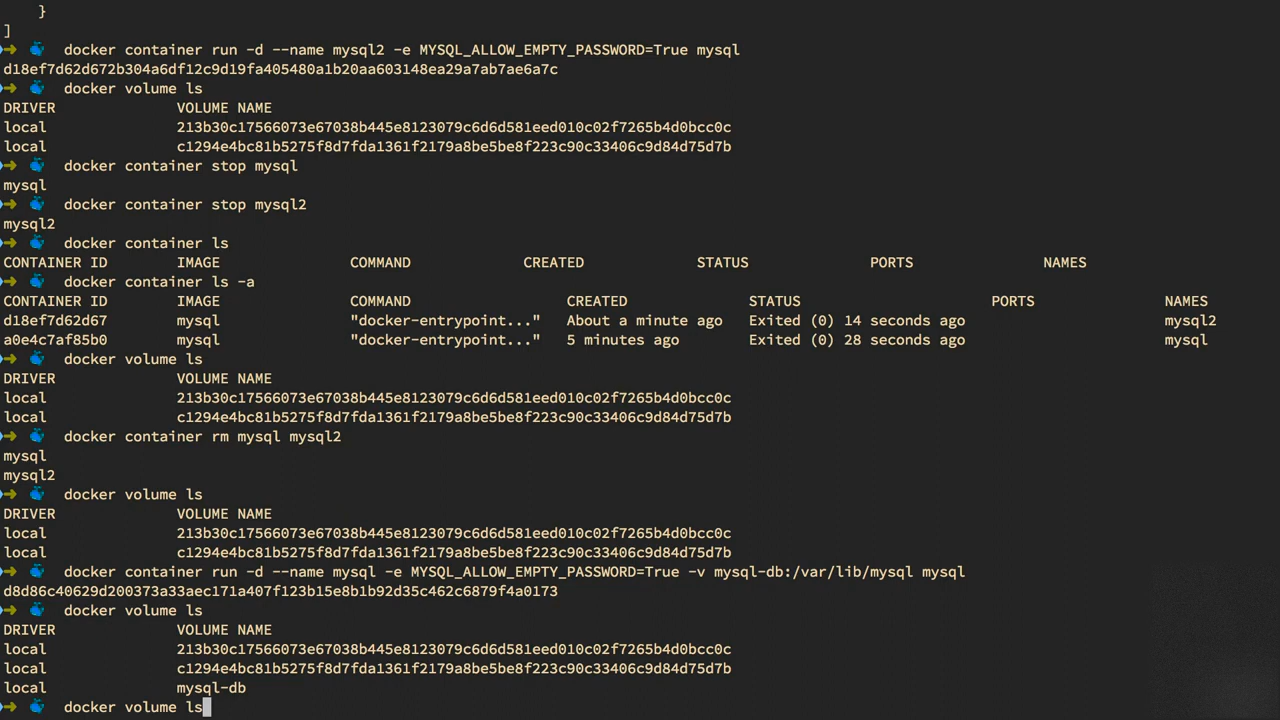 }
]
docker container run -d --name mysql2 -e MYSQL_ALLOW_EMPTY_PASSWORD=True mysql
d18ef7d62d672b304a6df12c9d19fa405480a1b20aa603148ea29a7ab7ae6a7c
docker volume ls
DRIVER VOLUME NAME
local 213b30c17566073e67038b445e8123079c6d6d581eed010c02f7265b4d0bcc0c
local c1294e4bc81b5275f8d7fda1361f2179a8be5be8f223c90c33406c9d84d75d7b
docker container stop mysql
mysql
docker container stop mysql2
mysql2
docker container ls
CONTAINER ID IMAGE COMMAND CREATED STATUS PORTS NAMES
docker container ls -a
CONTAINER ID IMAGE COMMAND CREATED STATUS PORTS NAMES
d18ef7d62d67 mysql "docker-entrypoint..." About a minute ago Exited (0) 14 seconds ago mysql2
a0e4c7af85b0 mysql "docker-entrypoint..." 5 minutes ago Exited (0) 28 seconds ago mysql
docker volume ls
DRIVER VOLUME NAME
local 213b30c17566073e67038b445e8123079c6d6d581eed010c02f7265b4d0bcc0c
local c1294e4bc81b5275f8d7fda1361f2179a8be5be8f223c90c33406c9d84d75d7b
docker container rm mysql mysql2
mysql
mysql2
docker volume ls
DRIVER VOLUME NAME
local 213b30c17566073e67038b445e8123079c6d6d581eed010c02f7265b4d0bcc0c
local c1294e4bc81b5275f8d7fda1361f2179a8be5be8f223c90c33406c9d84d75d7b
docker container run -d --name mysql -e MYSQL_ALLOW_EMPTY_PASSWORD=True -v mysql-db:/var/lib/mysql mysql
d8d86c40629d200373a33aec171a407f123b15e8b1b92d35c462c6879f4a0173
docker volume ls
DRIVER VOLUME NAME
local 213b30c17566073e67038b445e8123079c6d6d581eed010c02f7265b4d0bcc0c
local c1294e4bc81b5275f8d7fda1361f2179a8be5be8f223c90c33406c9d84d75d7b
local mysql-db
docker volume ls